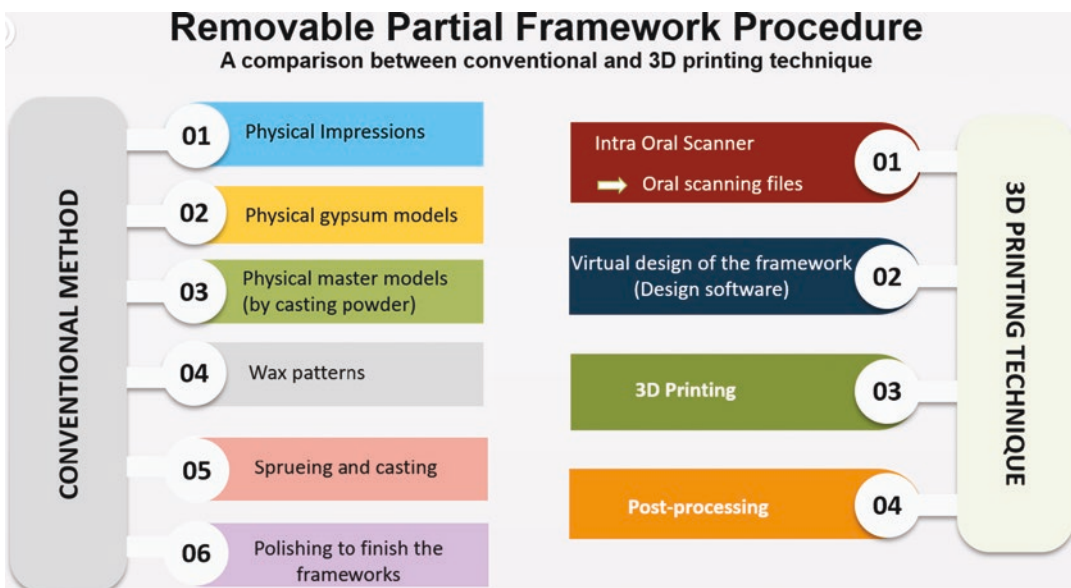 Removable Partial Framework Procedure
A comparison between conventional and 3D printing technique
CONVENTIONAL METHOD
01
Physical Impressions
02
Physical gypsum models
03
Physical master models
(by casting powder)
04
Wax patterns
05
Sprueing and casting
06
Polishing to finish the
frameworks
Intra Oral Scanner
Oral scanning files
01
Virtual design of the framework
(Design software)
02
3D Printing
03
Post-processing
04
3D PRINTING TECHNIQUE